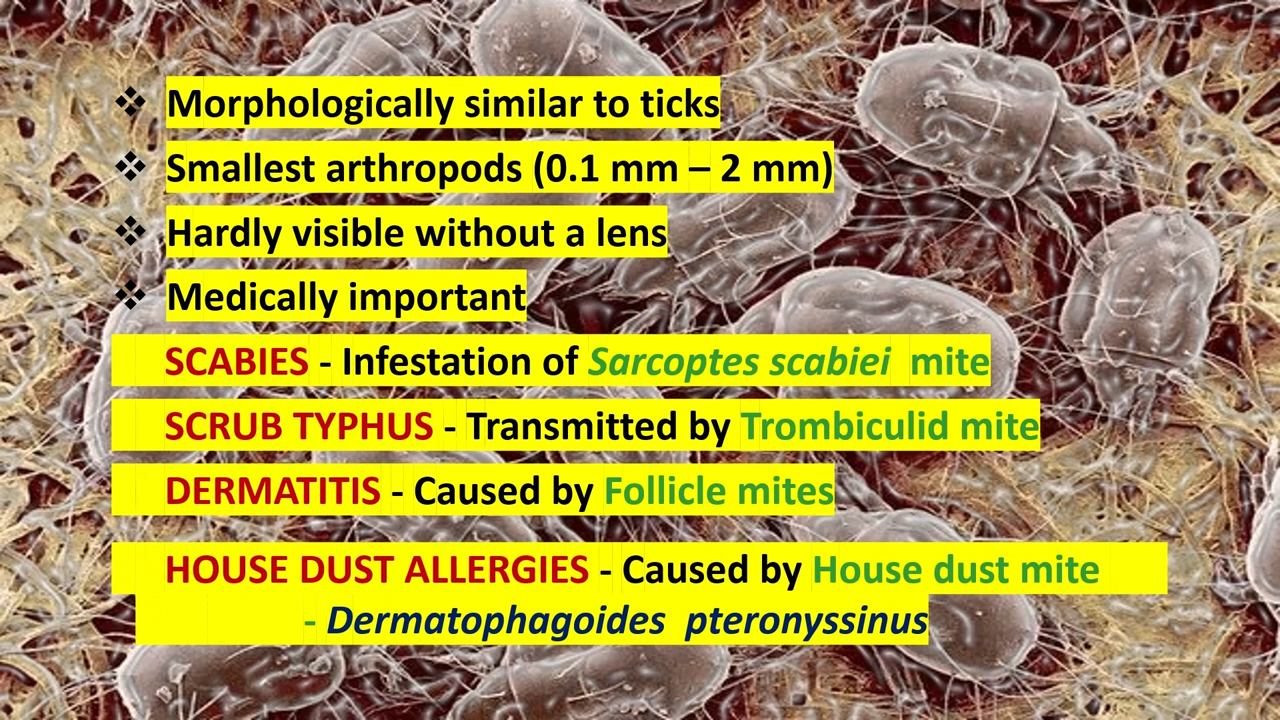 ❖ Morphologically similar to ticks
❖ Smallest arthropods (0.1 mm – 2 mm)
❖ Hardly visible without a lens
❖ Medically important
SCABIES - Infestation of Sarcoptes scabiei mite
SCRUB TYPHUS - Transmitted by Trombiculid mite
DERMATITIS - Caused by Follicle mites
HOUSE DUST ALLERGIES - Caused by House dust mite
- Dermatophagoides pteronyssinus